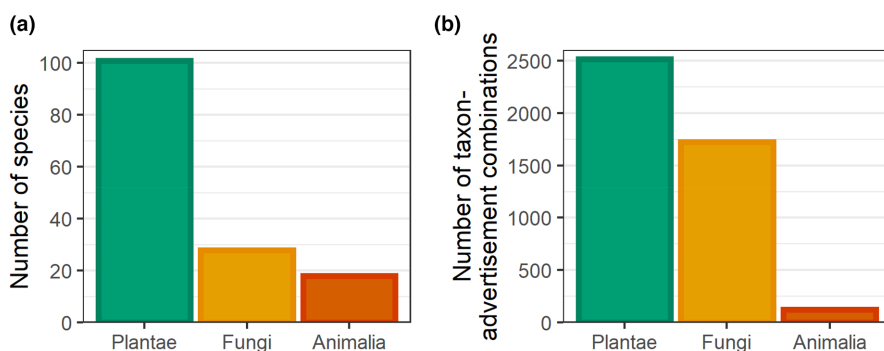 (a)
Number of species
100
80
60
40
20
0
Plantae Fungi Animalia
(b)
Number of taxon-
advertisement combinations
2500
2000
1500
1000
500
0
Plantae Fungi Animalia